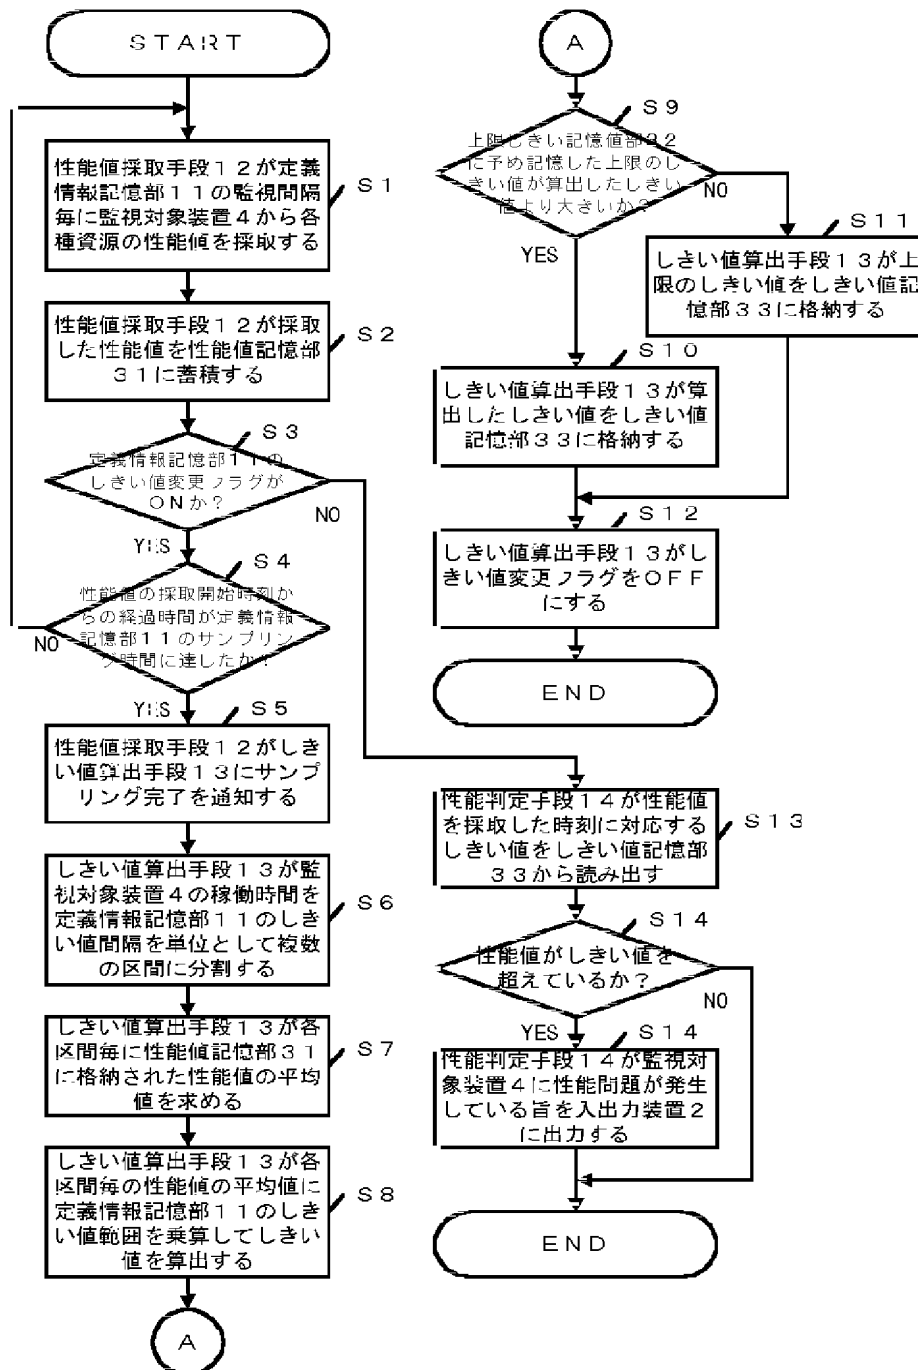 START
性能値採取手段１２が定義
情報記憶部１１の監視間隔
毎に監視対象装置４から各
種資源の性能値を採取する
S1
性能値採取手段１２が採取
した性能値を性能値記憶部
３１に蓄積する
S2
S3
定義情報記憶部１１の
しきい値変更フラグが
ONか？
NO
YES
S4
性能値の採取開始時刻か
らの経過時間が定義情報
記憶部１１のサンプリン
グ時間に達したか？
NO
YES
S5
性能値採取手段１２がしき
い値算出手段１３にサンプ
リング完了を通知する
しきい値算出手段１３が監
視対象装置４の稼働時間を
定義情報記憶部１１のしき
い値間隔を単位として複数
の区間に分割する
S6
しきい値算出手段１３が各
区間毎に性能値記憶部３１
に格納された性能値の平均
値を求める
S7
しきい値算出手段１３が各
区間毎の性能値の平均値に
定義情報記憶部１１のしき
い値範囲を乗算してしきい
値を算出する
S8
A
A
S9
上限しきい記憶値部３２
に予め記憶した上限のし
きい値が算出したしきい
値より大きいか？
NO
YES
S11
しきい値算出手段１３が上
限のしきい値をしきい値記
憶部３３に格納する
S10
しきい値算出手段１３が算
出したしきい値をしきい値
記憶部３３に格納する
S12
しきい値算出手段１３がし
きい値変更フラグをOFF
にする
END
性能判定手段１４が性能値
を採取した時刻に対応する
しきい値をしきい値記憶部
３３から読み出す
S13
S14
性能値がしきい値を
超えているか？
NO
YES
S14
性能判定手段１４が監視対
象装置４に性能問題が発生
している旨を入出力装置２
に出力する
END